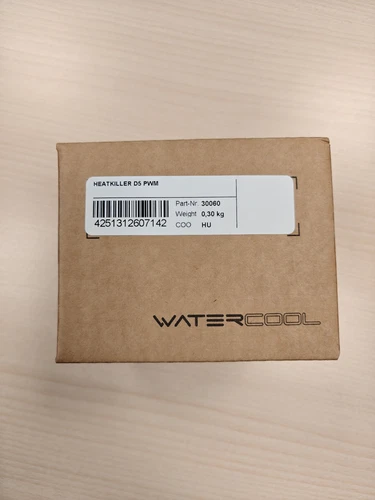 HEATKILLER D5 PWM
Part-Nr. 30060
Weight 0,30 kg
4251312607142 COO HU
WATERCOOL